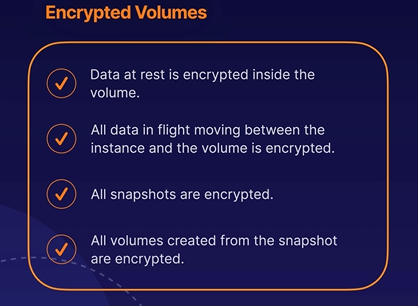 Encrypted Volumes
Data at rest is encrypted inside the
volume.
All data in flight moving between the
instance and the volume is encrypted.
All snapshots are encrypted.
All volumes created from the snapshot
are encrypted.